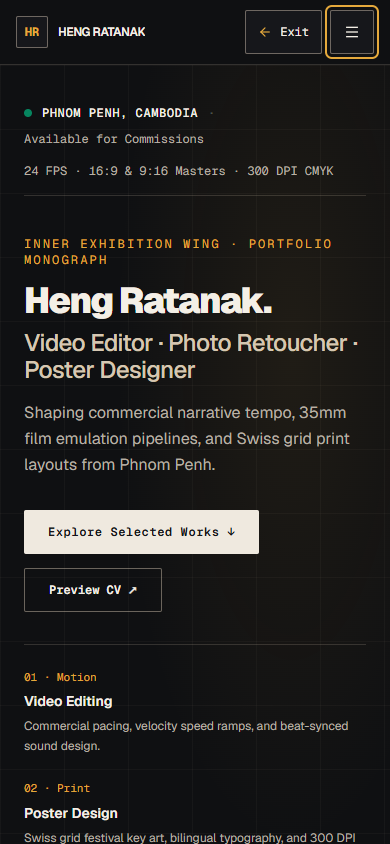 HR
HENG RATANAK
← Exit
PHNOM PENH, CAMBODIA ·
Available for Commissions
24 FPS · 16:9 & 9:16 Masters · 300 DPI CMYK
INNER EXHIBITION WING · PORTFOLIO
MONOGRAPH
Heng Ratanak.
Video Editor · Photo Retoucher ·
Poster Designer
Shaping commercial narrative tempo, 35mm
film emulation pipelines, and Swiss grid print
layouts from Phnom Penh.
Explore Selected Works ↓
Preview CV ↗
01 · Motion
Video Editing
Commercial pacing, velocity speed ramps, and beat-synced
sound design.
02 · Print
Poster Design
Swiss grid festival key art, bilingual typography, and 300 DPI